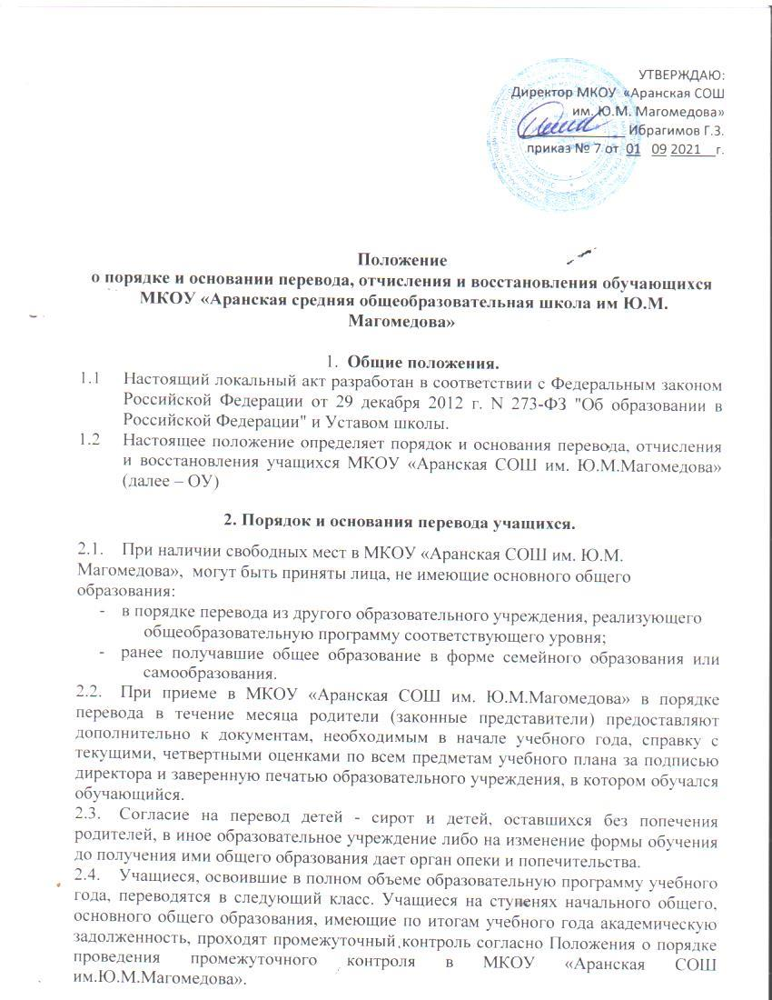 УТВЕРЖДАЮ:
Директор МКОУ «Аранская СОШ
им. Ю.М. Магомедова»
______________ Ибрагимов Г.З.
приказ № 7 от 01 09 2021 г.
Положение
о порядке и основании перевода, отчисления и восстановления обучающихся
МКОУ «Аранская средняя общеобразовательная школа им Ю.М.
Магомедова»
1. Общие положения.
1.1 Настоящий локальный акт разработан в соответствии с Федеральным законом
Российской Федерации от 29 декабря 2012 г. N 273-ФЗ "Об образовании в
Российской Федерации" и Уставом школы.
1.2 Настоящее положение определяет порядок и основания перевода, отчисления
и восстановления учащихся МКОУ «Аранская СОШ им. Ю.М.Магомедова»
(далее – ОУ)
2. Порядок и основания перевода учащихся.
2.1. При наличии свободных мест в МКОУ «Аранская СОШ им. Ю.М.
Магомедова», могут быть приняты лица, не имеющие основного общего
образования:
- в порядке перевода из другого образовательного учреждения, реализующего
общеобразовательную программу соответствующего уровня;
- ранее получавшие общее образование в форме семейного образования или
самообразования.
2.2. При приеме в МКОУ «Аранская СОШ им. Ю.М.Магомедова» в порядке
перевода в течение месяца родители (законные представители) предоставляют
дополнительно к документам, необходимым в начале учебного года, справку с
текущими, четвертными оценками по всем предметам учебного плана за подписью
директора и заверенную печатью образовательного учреждения, в котором обучался
обучающийся.
2.3. Согласие на перевод детей - сирот и детей, оставшихся без попечения
родителей, в иное образовательное учреждение либо на изменение формы обучения
до получения ими общего образования дает орган опеки и попечительства.
2.4. Учащиеся, освоившие в полном объеме образовательную программу учебного
года, переводятся в следующий класс. Учащиеся на ступенях начального общего,
основного общего образования, имеющие по итогам учебного года академическую
задолженность, проходят промежуточный контроль согласно Положения о порядке
проведения промежуточного контроля в МКОУ «Аранская СОШ
им.Ю.М.Магомедова».